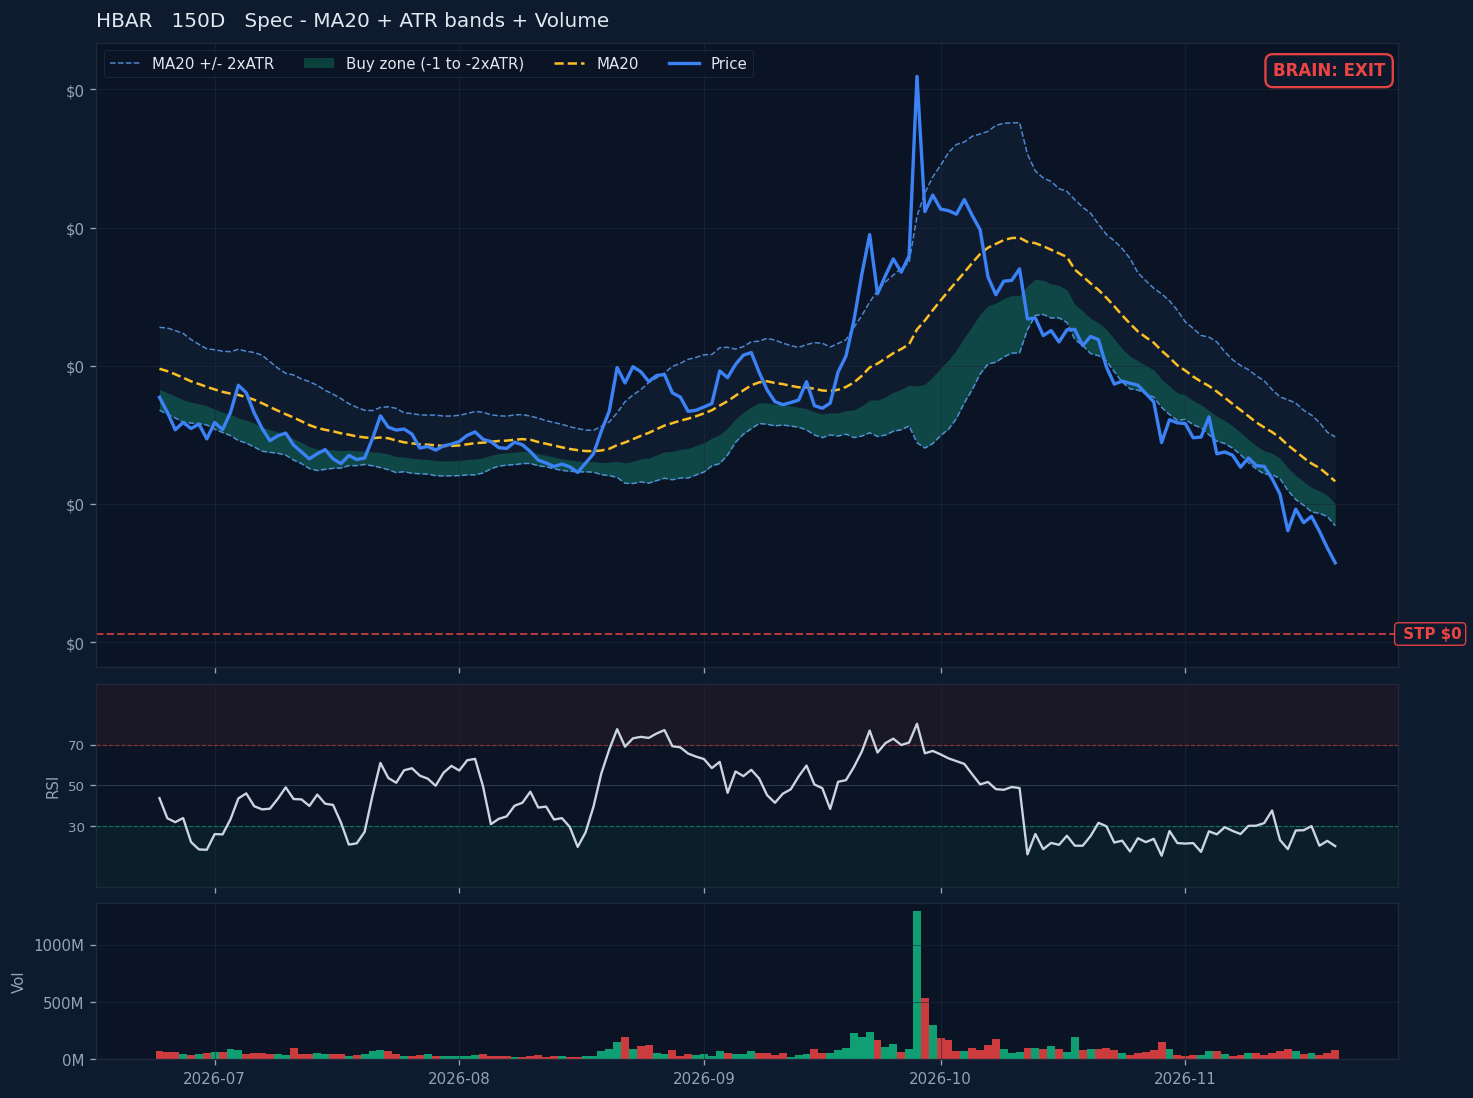 HBAR 150D Spec - MA20 + ATR bands + Volume
MA20 +/- 2xATR
Buy zone (-1 to -2xATR)
MA20
Price
BRAIN: EXIT
$0
$0
$0
$0
$0
STP $0
RSI
70
50
30
Vol
1000M
500M
0M
2026-07
2026-08
2026-09
2026-10
2026-11